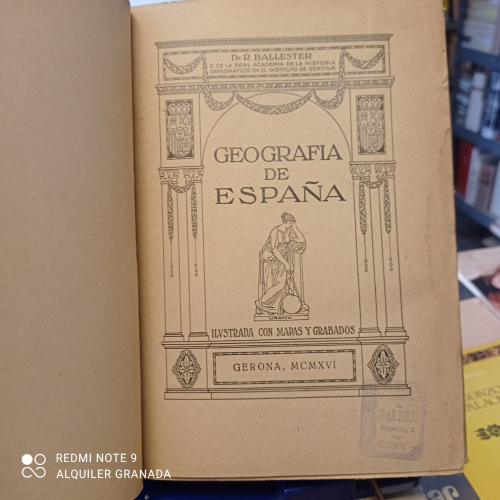 Dr. R. BALLESTER
C. DE LA REAL ACADEMIA DE LA HISTORIA
CATEDRÁTICO EN EL INSTITUTO DE GERONA
GEOGRAFIA
DE
ESPAÑA
URANIA
ILVSTRADA CON MAPAS Y GRABADOS
GERONA, MCMXVI
REDMI NOTE 9
ALQUILER GRANADA